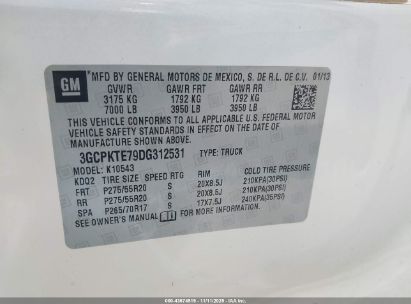 GM MFD BY GENERAL MOTORS DE MEXICO, S. DE R.L. DE C.V. 01/13
GVWR GAWR FRT GAWR RR
3175 KG 1792 KG 1792 KG
7000 LB 3950 LB 3950 LB
THIS VEHICLE CONFORMS TO ALL APPLICABLE U.S. FEDERAL MOTOR
VEHICLE SAFETY STANDARDS IN EFFECT ON THE DATE OF
MANUFACTURE SHOWN ABOVE.
3GCPKTE79DG312531 TYPE: TRUCK
MODEL: K10543
KDQ2 TIRE SIZE SPEED RIM COLD TIRE PRESSURE
FRT P275/55R20 S 20X8.5J 210KPA(30PSI)
RR P275/55R20 S 20X8.5J 210KPA(30PSI)
SPA P265/70R17 S 17X7.5J 240KPA(35PSI)
SEE OWNER'S MANUAL FOR MORE INFORMATION.